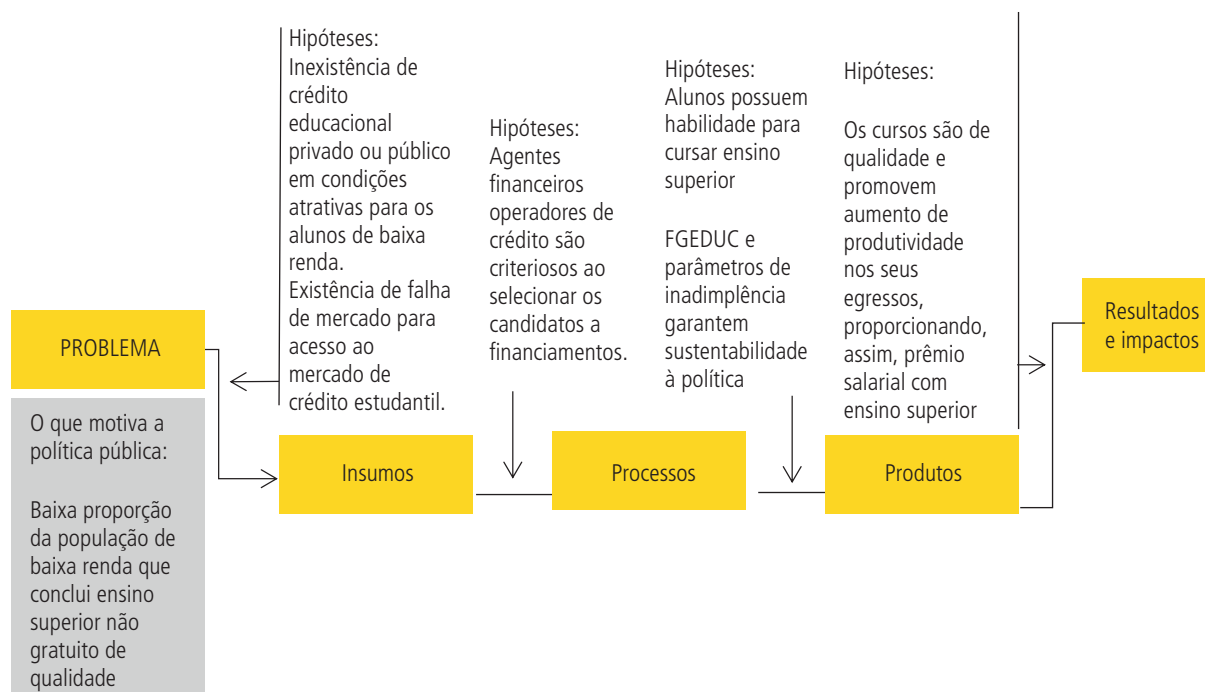 PROBLEMA
O que motiva a
política pública:
Baixa proporção
da população de
baixa renda que
conclui ensino
superior não
gratuito de
qualidade
Hipóteses:
Inexistência de
crédito
educacional
privado ou público
em condições
atrativas para os
alunos de baixa
renda.
Existência de falha
de mercado para
acesso ao
mercado de
crédito estudantil.
Insumos
Hipóteses:
Agentes
financeiros
operadores de
crédito são
criteriosos ao
selecionar os
candidatos a
financiamentos.
Processos
Hipóteses:
Alunos possuem
habilidade para
cursar ensino
superior
FGEDUC e
parâmetros de
inadimplência
garantem
sustentabilidade
à política
Produtos
Hipóteses:
Os cursos são de
qualidade e
promovem
aumento de
produtividade
nos seus
egressos,
proporcionando,
assim, prêmio
salarial com
ensino superior
Resultados
e impactos